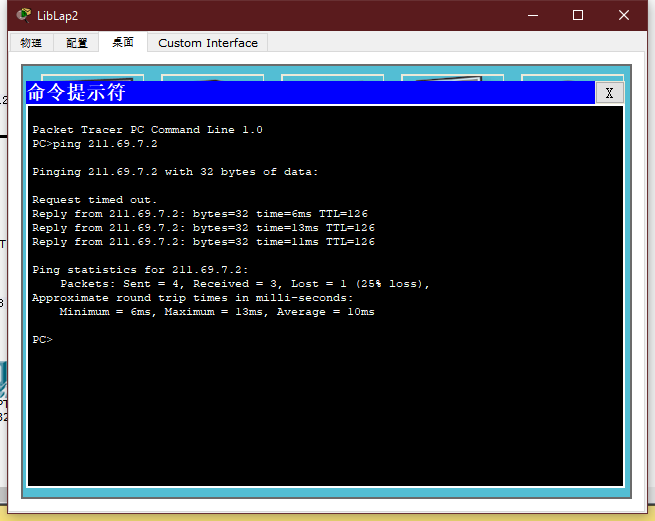 LibLap2
物理 配置 桌面 Custom Interface
命令提示符 X
Packet Tracer PC Command Line 1.0
PC>ping 211.69.7.2
Pinging 211.69.7.2 with 32 bytes of data:
Request timed out.
Reply from 211.69.7.2: bytes=32 time=6ms TTL=126
Reply from 211.69.7.2: bytes=32 time=13ms TTL=126
Reply from 211.69.7.2: bytes=32 time=11ms TTL=126
Ping statistics for 211.69.7.2:
Packets: Sent = 4, Received = 3, Lost = 1 (25% loss),
Approximate round trip times in milli-seconds:
Minimum = 6ms, Maximum = 13ms, Average = 10ms
PC>